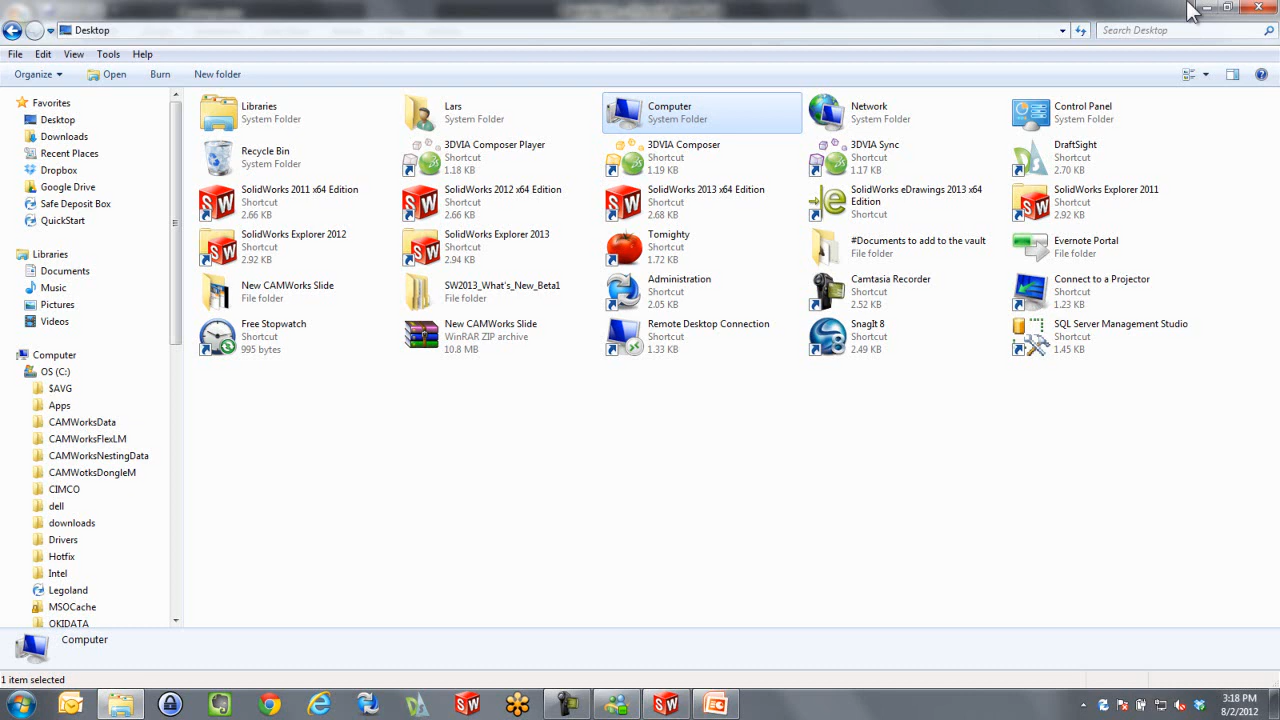 Desktop
Search Desktop
File Edit View Tools Help
Organize Open Burn New folder
Favorites
Desktop
Downloads
Recent Places
Dropbox
Google Drive
Safe Deposit Box
QuickStart
Libraries
Documents
Music
Pictures
Videos
Computer
OS (C:)
$AVG
Apps
CAMWorksData
CAMWorksFlexLM
CAMWorksNestingData
CAMWotksDongleM
CIMCO
dell
downloads
Drivers
Hotfix
Intel
Legoland
MSOCache
OKIDATA
Libraries
System Folder
Lars
System Folder
Computer
System Folder
Network
System Folder
Control Panel
System Folder
Recycle Bin
System Folder
3DVIA Composer Player
Shortcut
1.18 KB
3DVIA Composer
Shortcut
1.19 KB
3DVIA Sync
Shortcut
1.17 KB
DraftSight
Shortcut
2.70 KB
SolidWorks 2011 x64 Edition
Shortcut
2.66 KB
SolidWorks 2012 x64 Edition
Shortcut
2.66 KB
SolidWorks 2013 x64 Edition
Shortcut
2.68 KB
SolidWorks eDrawings 2013 x64
Edition
Shortcut
SolidWorks Explorer 2011
Shortcut
2.92 KB
SolidWorks Explorer 2012
Shortcut
2.92 KB
SolidWorks Explorer 2013
Shortcut
2.94 KB
Tomighty
Shortcut
1.72 KB
#Documents to add to the vault
File folder
Evernote Portal
File folder
New CAMWorks Slide
File folder
SW2013_What's_New_Beta1
File folder
Administration
Shortcut
2.05 KB
Camtasia Recorder
Shortcut
2.52 KB
Connect to a Projector
Shortcut
1.23 KB
Free Stopwatch
Shortcut
995 bytes
New CAMWorks Slide
WinRAR ZIP archive
10.8 MB
Remote Desktop Connection
Shortcut
1.33 KB
SnagIt 8
Shortcut
2.49 KB
SQL Server Management Studio
Shortcut
1.45 KB
Computer
1 item selected
3:18 PM
8/2/2012